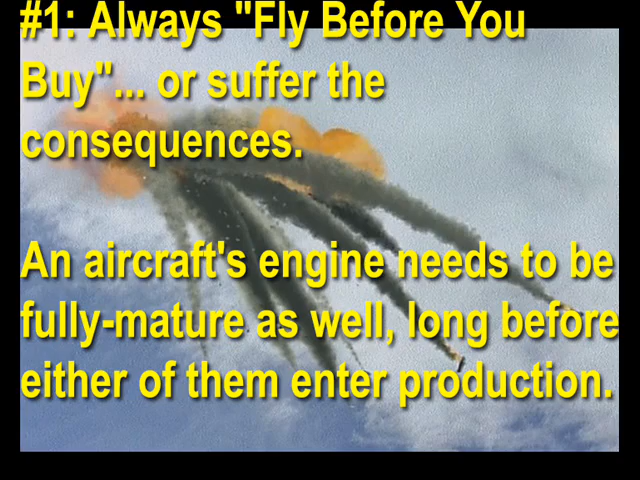 #1: Always "Fly Before You
Buy"... or suffer the
consequences.
An aircraft's engine needs to be
fully-mature as well, long before
either of them enter production.